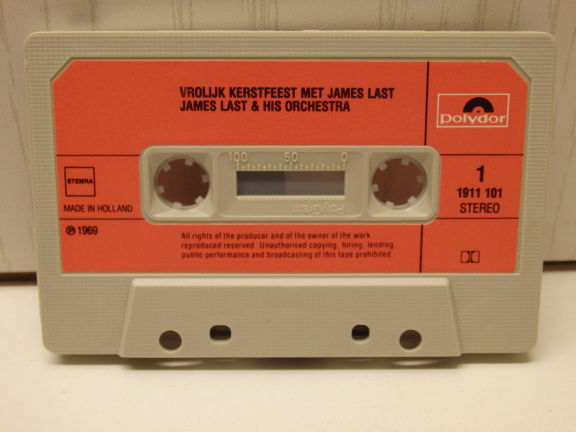 VROLIJK KERSTFEEST MET JAMES LAST
JAMES LAST & HIS ORCHESTRA
polydor
100 50 0
STEMRA
MADE IN HOLLAND
PolyGram
1
1911 101
STEREO
℗ 1969
All rights of the producer and of the owner of the work
reproduced reserved. Unauthorised copying, hiring, lending,
public performance and broadcasting of this tape prohibited.